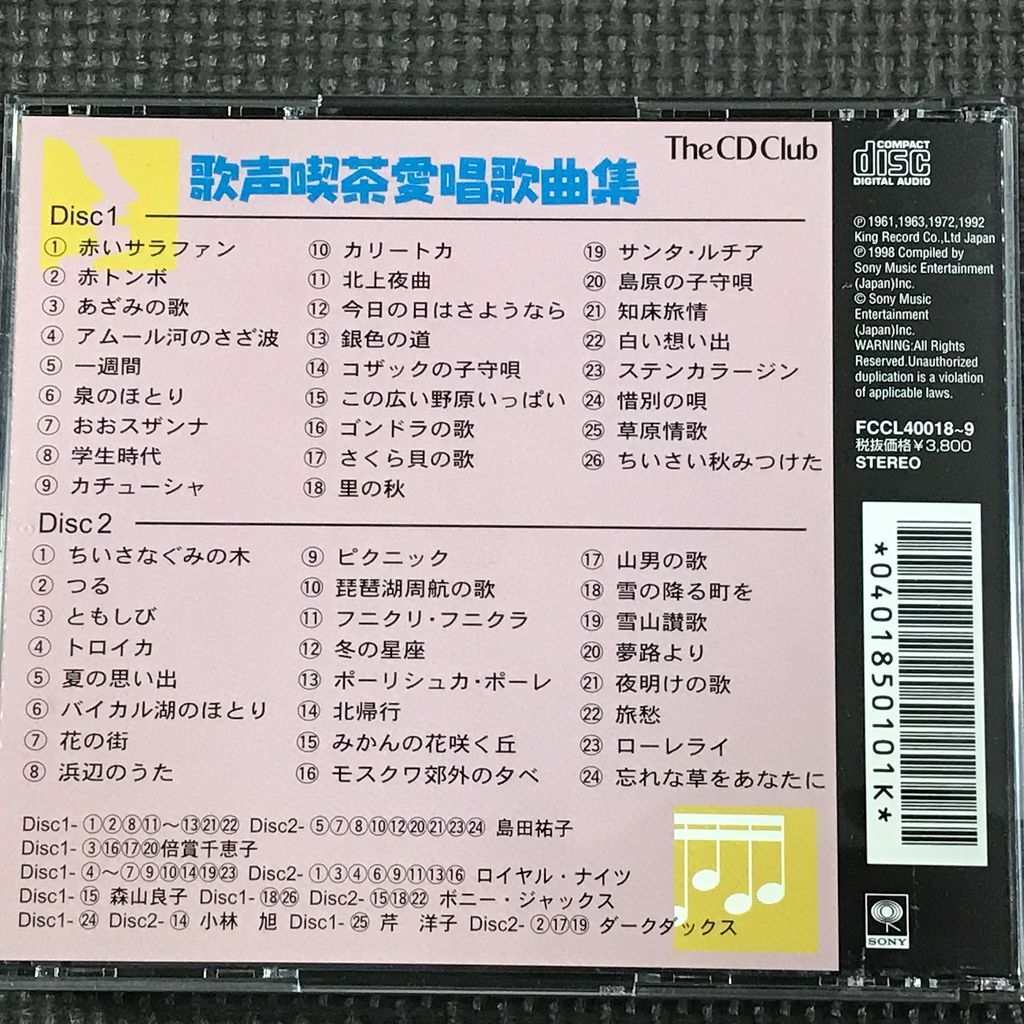 The CD Club
歌声喫茶愛唱歌曲集
Disc1
① 赤いサラファン
② 赤トンボ
③ あざみの歌
④ アムール河のさざ波
⑤ 一週間
⑥ 泉のほとり
⑦ おおスザンナ
⑧ 学生時代
⑨ カチューシャ
⑩ カリートカ
⑪ 北上夜曲
⑫ 今日の日はさようなら
⑬ 銀色の道
⑭ コザックの子守唄
⑮ この広い野原いっぱい
⑯ ゴンドラの歌
⑰ さくら貝の歌
⑱ 里の秋
⑲ サンタ・ルチア
⑳ 島原の子守唄
㉑ 知床旅情
㉒ 白い想い出
㉓ ステンカラージン
㉔ 惜別の唄
㉕ 草原情歌
㉖ ちいさい秋みつけた
Disc2
① ちいさなぐみの木
② つる
③ ともしび
④ トロイカ
⑤ 夏の思い出
⑥ バイカル湖のほとり
⑦ 花の街
⑧ 浜辺のうた
⑨ ピクニック
⑩ 琵琶湖周航の歌
⑪ フニクリ・フニクラ
⑫ 冬の星座
⑬ ポーリシュカ・ポーレ
⑭ 北帰行
⑮ みかんの花咲く丘
⑯ モスクワ郊外の夕べ
⑰ 山男の歌
⑱ 雪の降る町を
⑲ 雪山讃歌
⑳ 夢路より
㉑ 夜明けの歌
㉒ 旅愁
㉓ ローレライ
㉔ 忘れな草をあなたに
Disc1-①②⑧⑪～⑬㉑㉒ Disc2-⑤⑦⑧⑩⑫⑳㉑㉓㉔ 島田祐子
Disc1-③⑯⑰⑳倍賞千恵子
Disc1-④～⑦⑨⑩⑭⑲㉓ Disc2-①③④⑥⑨⑪⑬⑯ ロイヤル・ナイツ
Disc1-⑮ 森山良子 Disc1-⑱㉖ Disc2-⑮⑱㉒ ボニー・ジャックス
Disc1-㉔ Disc2-⑭ 小林 旭 Disc1-㉕ 芹 洋子 Disc2-②⑰⑲ ダークダックス
COMPACT
disc
DIGITAL AUDIO
Ⓟ1961,1963,1972,1992
King Record Co.,Ltd Japan
Ⓟ1998 Compiled by
Sony Music Entertainment
(Japan)Inc.
© Sony Music
Entertainment
(Japan)Inc.
WARNING:All Rights
Reserved.Unauthorized
duplication is a violation
of applicable laws.
FCCL40018~9
税抜価格¥3,800
STEREO
*0401850101K*
SONY